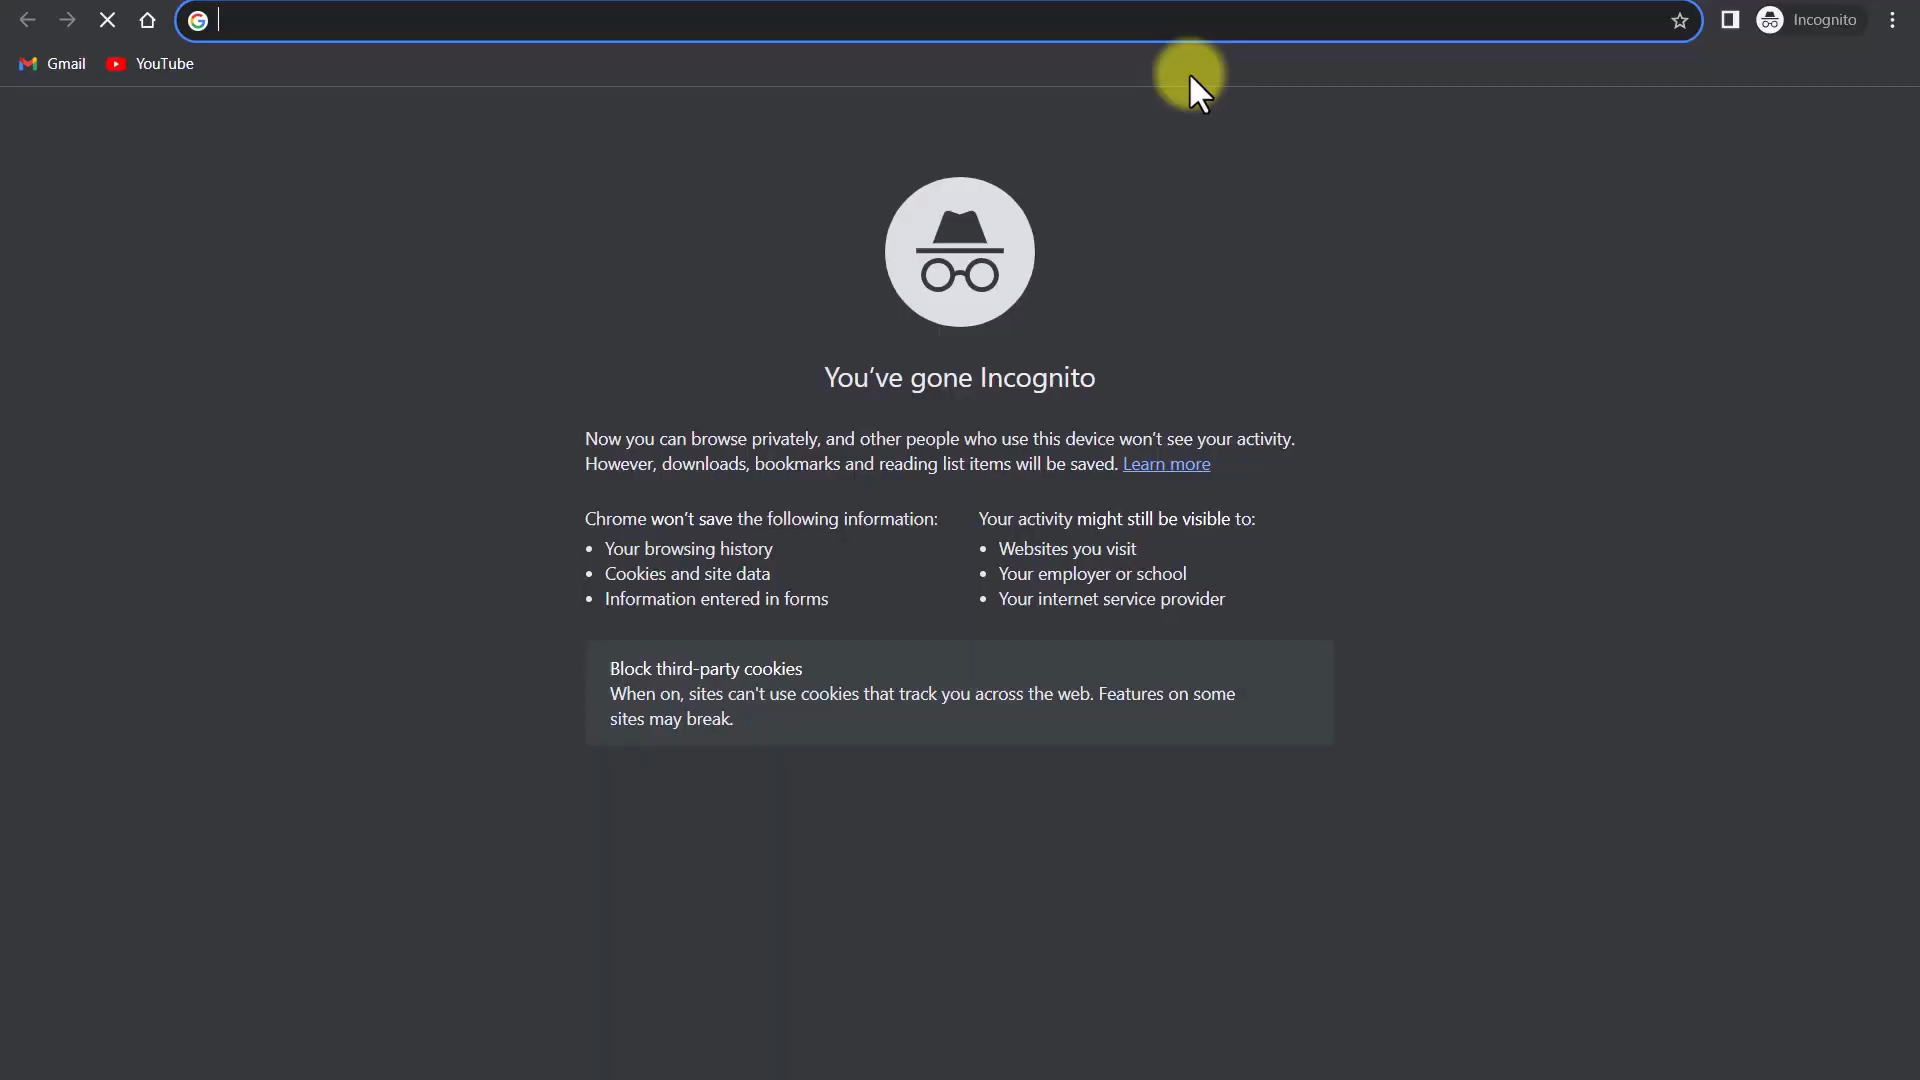 Incognito
Gmail
YouTube
You've gone Incognito
Now you can browse privately, and other people who use this device won't see your activity.
However, downloads, bookmarks and reading list items will be saved. Learn more
Chrome won't save the following information:
• Your browsing history
• Cookies and site data
• Information entered in forms
Your activity might still be visible to:
• Websites you visit
• Your employer or school
• Your internet service provider
Block third-party cookies
When on, sites can't use cookies that track you across the web. Features on some
sites may break.